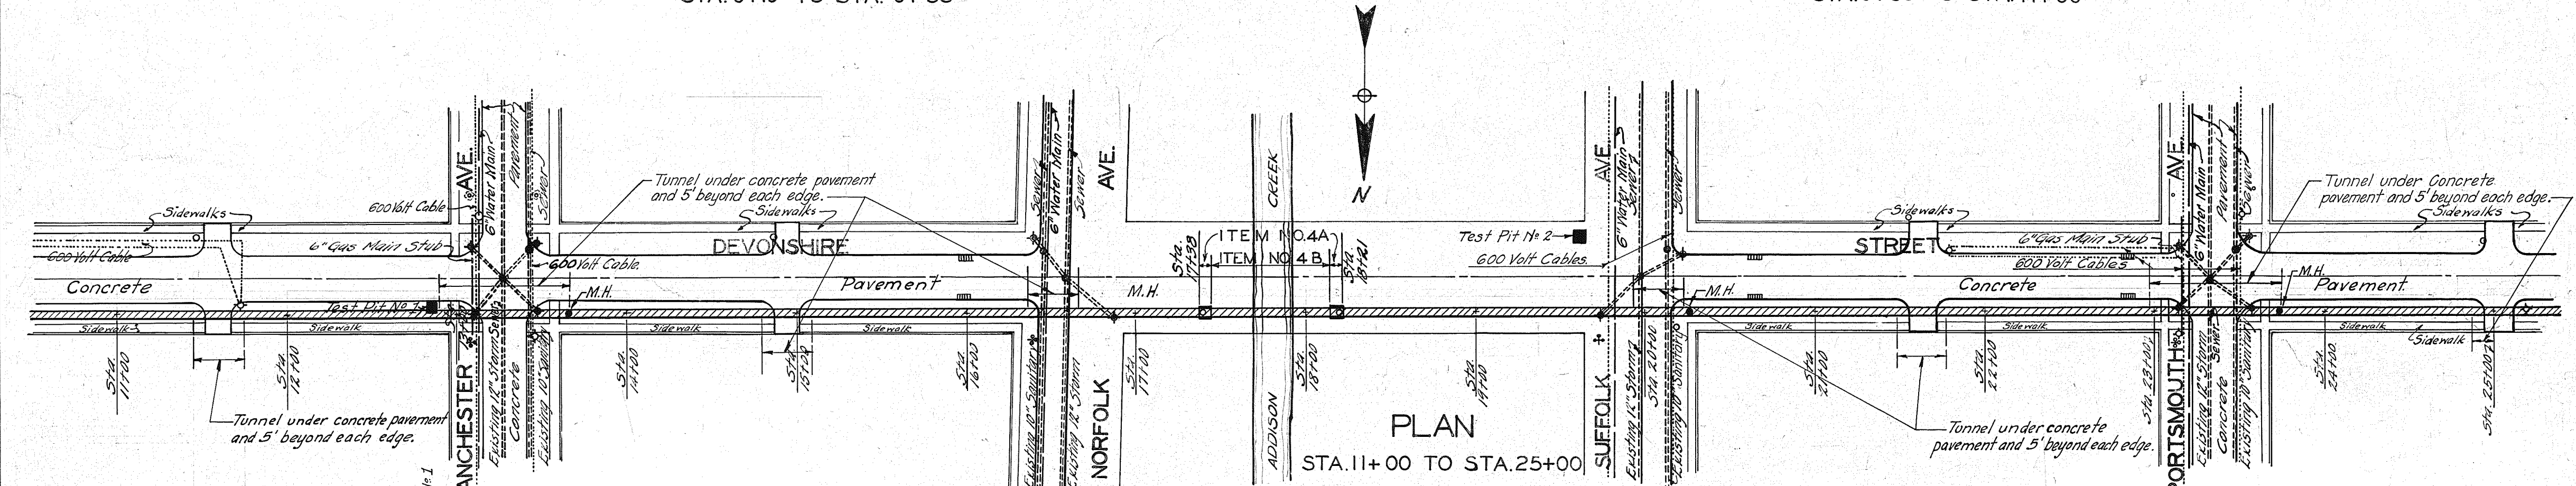 N
AVE.
6" Water Main
Pavement
Sewer
600 Volt Cable
Sidewalks
600 Volt Cable
6" Gas Main Stub
600 Volt Cable.
Concrete
Test Pit No 1
M.H.
Tunnel under concrete pavement
and 5' beyond each edge.
Sidewalks
DEVONSHIRE
Pavement
Sewer
6" Water Main
Sewer
AVE.
M.H.
CREEK
ITEM NO. 4A
ITEM NO. 4B
Sta.
17+98
Sta.
18+21
Test Pit No 2
600 Volt Cables.
AVE.
6" Water Main
Sewer
Sewer
M.H.
Sidewalks
STREET
6" Gas Main Stub
600 Volt Cables
Concrete
AVE.
6" Water Main
Pavement
Sewer
M.H.
Pavement
Tunnel under Concrete
pavement and 5' beyond each edge.
Sidewalks
Sidewalk
Sidewalk
Sidewalk
Sidewalk
Sidewalk
Sidewalk
Sidewalk
Sidewalk
Sta.
11+00
Sta.
12+00
Sta.
14+00
Sta.
15+00
Sta.
16+00
Sta.
17+00
Sta.
18+00
Sta.
19+00
Sta. 20+00
Sta.
21+00
Sta.
22+00
Sta. 23+00
Sta.
24+00
Sta. 25+00
Tunnel under concrete pavement
and 5' beyond each edge.
ANCHESTER
Existing 12" Storm Sewer
Concrete
Existing 10" Sanitary
Existing 10" Sanitary
Existing 12" Storm
NORFOLK
ADDISON
PLAN
STA. 11+00 TO STA. 25+00
SUFFOLK
Existing 12" Storm
Existing 10" Sanitary
Tunnel under concrete
pavement and 5' beyond each edge.
PORTSMOUTH
Existing 12" Storm
Sewer
Concrete
Existing 10" Sanitary